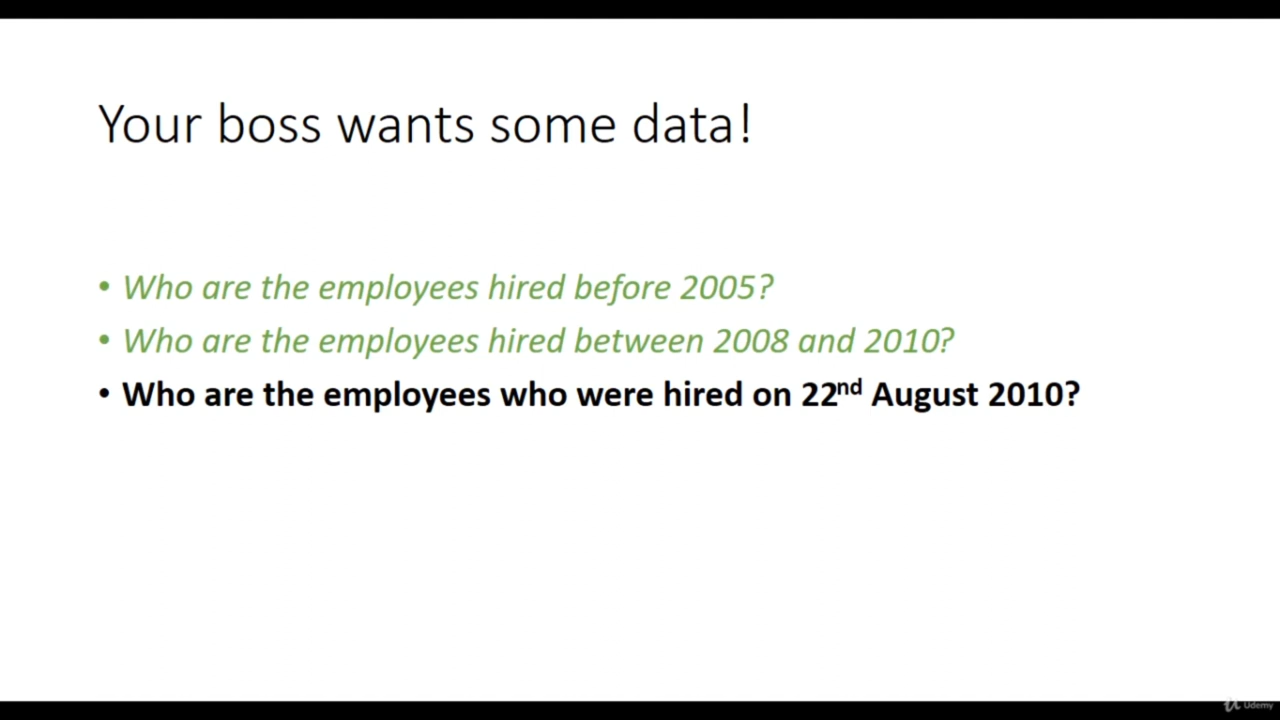 Your boss wants some data!
• Who are the employees hired before 2005?
• Who are the employees hired between 2008 and 2010?
• Who are the employees who were hired on 22nd August 2010?
Udemy